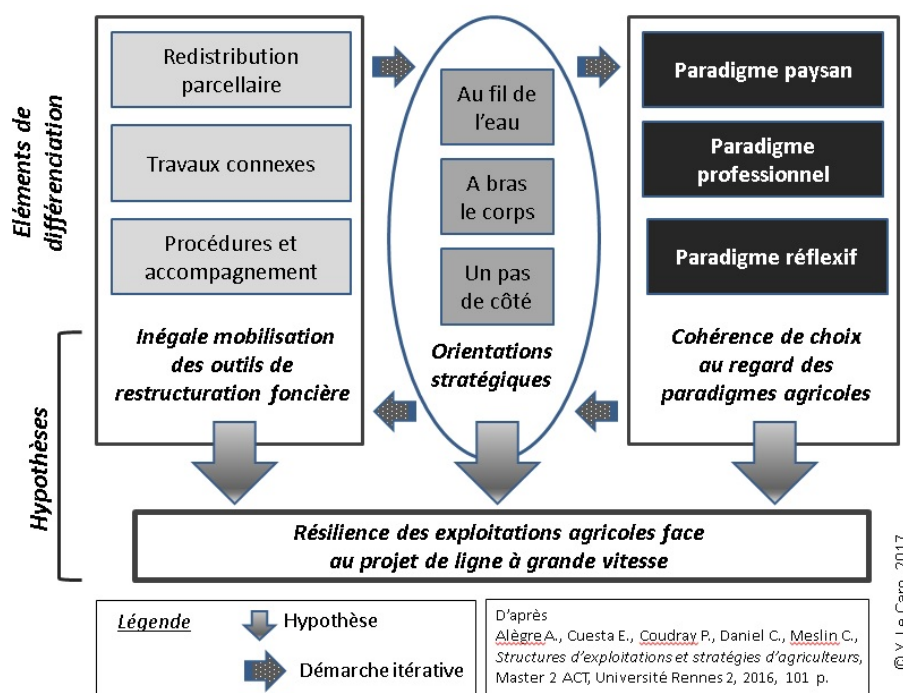 Eléments de
différenciation
Redistribution
parcellaire
Travaux connexes
Procédures et
accompagnement
Inégale mobilisation
des outils de
restructuration foncière
Au fil de
l’eau
A bras
le corps
Un pas
de côté
Orientations
stratégiques
Paradigme paysan
Paradigme
professionnel
Paradigme réflexif
Cohérence de choix
au regard des
paradigmes agricoles
Hypothèses
Résilience des exploitations agricoles face
au projet de ligne à grande vitesse
Légende
Hypothèse
Démarche itérative
D’après
Alègre A., Cuesta E., Coudray P., Daniel C., Meslin C.,
Structures d’exploitations et stratégies d’agriculteurs,
Master 2 ACT, Université Rennes 2, 2016, 101 p.
© Y. Le Caro, 2017